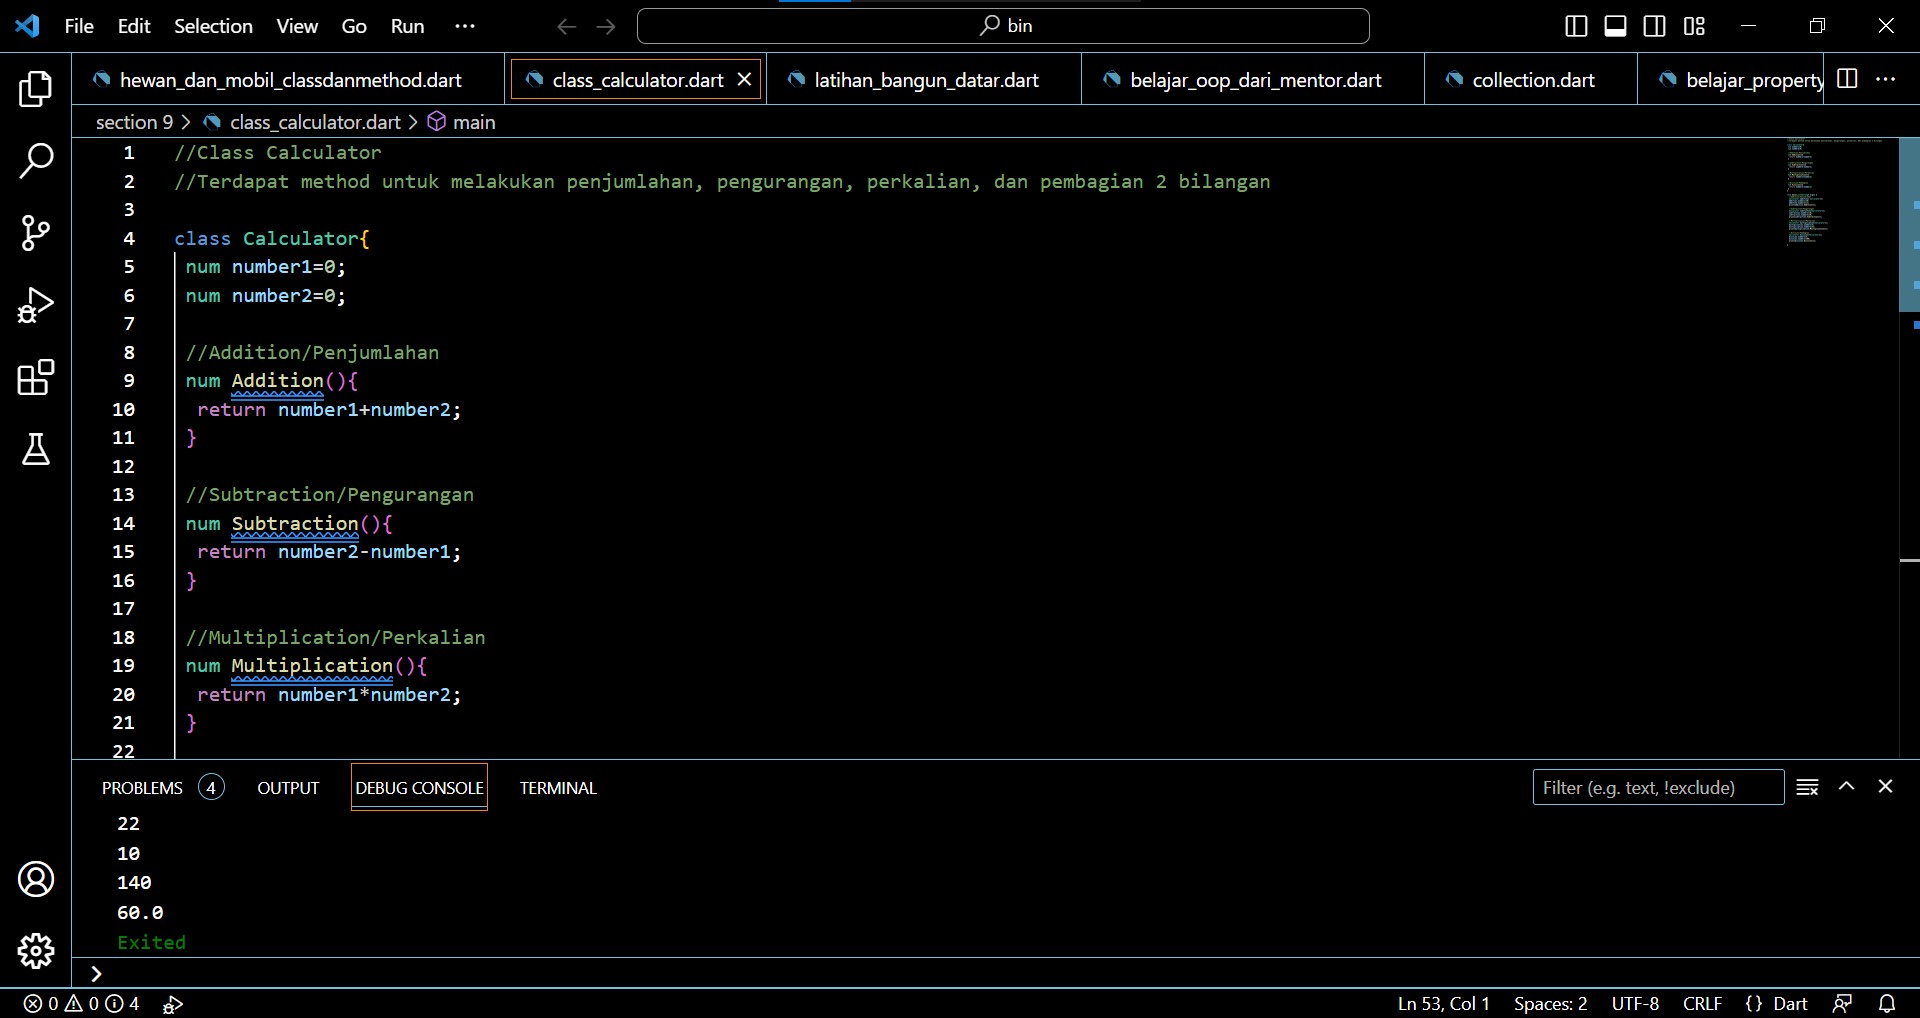 File Edit Selection View Go Run ···
bin
hewan_dan_mobil_classdanmethod.dart class_calculator.dart latihan_bangun_datar.dart belajar_oop_dari_mentor.dart collection.dart belajar_property
section 9 > class_calculator.dart > main
1 //Class Calculator
2 //Terdapat method untuk melakukan penjumlahan, pengurangan, perkalian, dan pembagian 2 bilangan
3
4 class Calculator{
5 num number1=0;
6 num number2=0;
7
8 //Addition/Penjumlahan
9 num Addition(){
10 return number1+number2;
11 }
12
13 //Subtraction/Pengurangan
14 num Subtraction(){
15 return number2-number1;
16 }
17
18 //Multiplication/Perkalian
19 num Multiplication(){
20 return number1*number2;
21 }
22
PROBLEMS 4 OUTPUT DEBUG CONSOLE TERMINAL Filter (e.g. text, !exclude)
22
10
140
60.0
Exited
>
0 0 4 Ln 53, Col 1 Spaces: 2 UTF-8 CRLF {} Dart